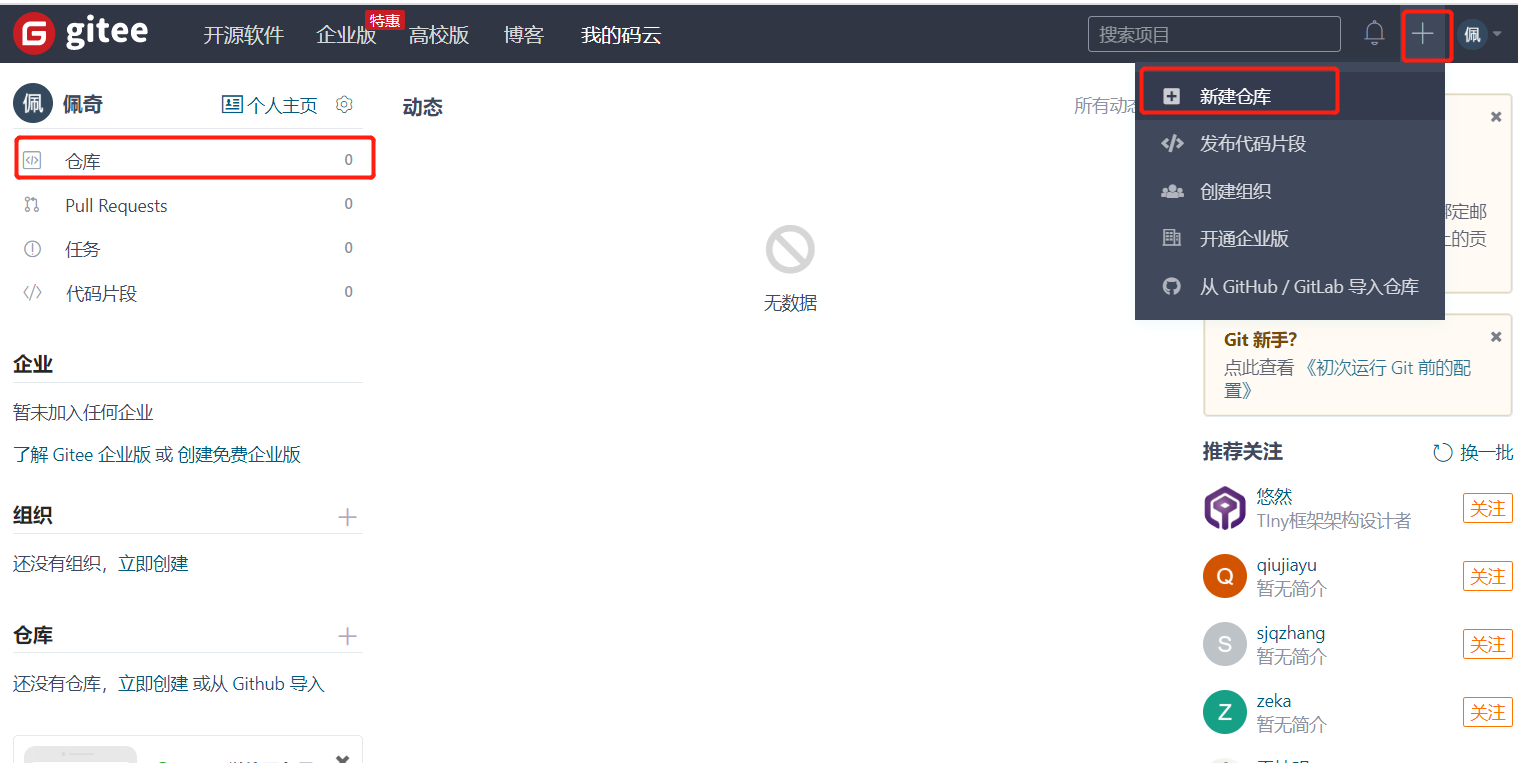 G gitee 开源软件 企业版 特惠 高校版 博客 我的码云 搜索项目 佩
佩 佩奇 个人主页
仓库 0
Pull Requests 0
任务 0
代码片段 0
企业
暂未加入任何企业
了解 Gitee 企业版 或 创建免费企业版
组织
还没有组织，立即创建
仓库
还没有仓库，立即创建 或从 Github 导入
动态 所有动态
无数据
新建仓库
发布代码片段
创建组织
开通企业版
从 GitHub / GitLab 导入仓库
绑定邮
上的贡
Git 新手？
点此查看 《初次运行 Git 前的配
置》
推荐关注 换一批
悠然 关注
TIny框架架构设计者
Q qiujiayu 关注
暂无简介
S sjqzhang 关注
暂无简介
Z zeka 关注
暂无简介